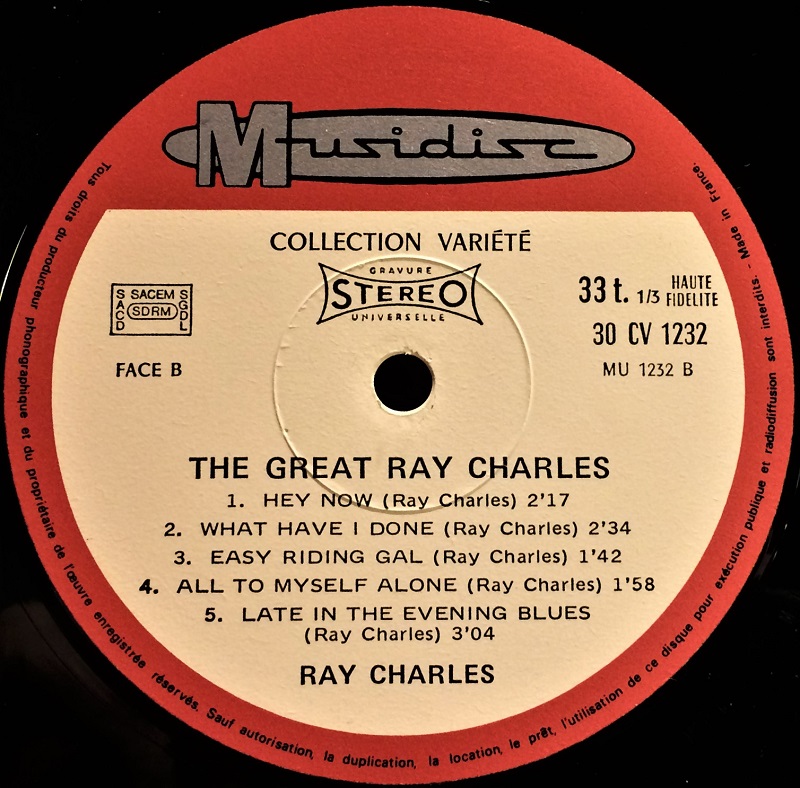 Musidisc
COLLECTION VARIÉTÉ
GRAVURE
STEREO
UNIVERSELLE
SACD
SACEM
SDRM
SGDL
33 t. 1/3 HAUTE FIDELITE
30 CV 1232
FACE B
MU 1232 B
THE GREAT RAY CHARLES
1. HEY NOW (Ray Charles) 2'17
2. WHAT HAVE I DONE (Ray Charles) 2'34
3. EASY RIDING GAL (Ray Charles) 1'42
4. ALL TO MYSELF ALONE (Ray Charles) 1'58
5. LATE IN THE EVENING BLUES
(Ray Charles) 3'04
RAY CHARLES
Tous droits du producteur phonographique et du propriétaire de l'œuvre enregistrée réservés. Sauf autorisation, la duplication, la location, le prêt, l'utilisation de ce disque pour exécution publique et radiodiffusion sont interdits. - Made in France.